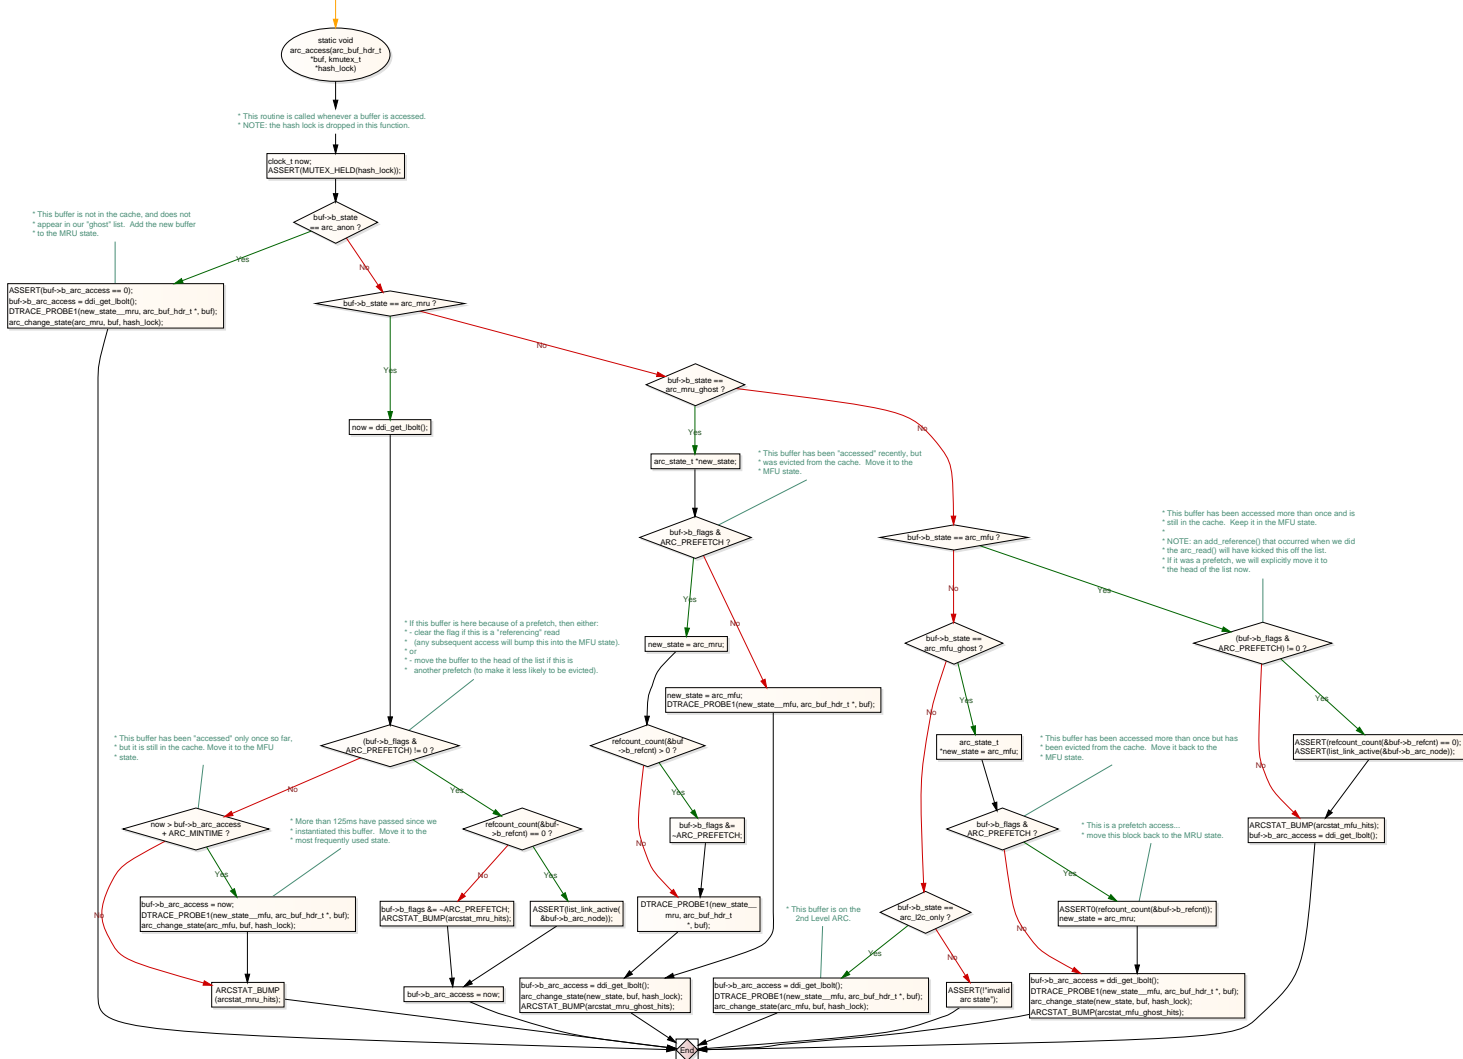 static void
arc_access(arc_buf_hdr_t
*buf, kmutex_t
*hash_lock)
* This routine is called whenever a buffer is accessed.
* NOTE: the hash lock is dropped in this function.
clock_t now;
ASSERT(MUTEX_HELD(hash_lock));
buf->b_state
== arc_anon ?
* This buffer is not in the cache, and does not
* appear in our "ghost" list.  Add the new buffer
* to the MRU state.
Yes
No
ASSERT(buf->b_arc_access == 0);
buf->b_arc_access = ddi_get_lbolt();
DTRACE_PROBE1(new_state__mru, arc_buf_hdr_t *, buf);
arc_change_state(arc_mru, buf, hash_lock);
buf->b_state == arc_mru ?
No
Yes
buf->b_state ==
arc_mru_ghost ?
now = ddi_get_lbolt();
Yes
No
arc_state_t *new_state;
* This buffer has been "accessed" recently, but
* was evicted from the cache.  Move it to the
* MFU state.
buf->b_flags &
ARC_PREFETCH ?
buf->b_state == arc_mfu ?
* This buffer has been accessed more than once and is
* still in the cache.  Keep it in the MFU state.
*
* NOTE: an add_reference() that occurred when we did
* the arc_read() will have kicked this off the list.
* If it was a prefetch, we will explicitly move it to
* the head of the list now.
Yes
No
No
Yes
* If this buffer is here because of a prefetch, then either:
* - clear the flag if this is a "referencing" read
*   (any subsequent access will bump this into the MFU state).
* or
* - move the buffer to the head of the list if this is
*   another prefetch (to make it less likely to be evicted).
new_state = arc_mru;
buf->b_state ==
arc_mfu_ghost ?
(buf->b_flags &
ARC_PREFETCH) != 0 ?
new_state = arc_mfu;
DTRACE_PROBE1(new_state__mfu, arc_buf_hdr_t *, buf);
No
Yes
No
Yes
* This buffer has been "accessed" only once so far,
* but it is still in the cache. Move it to the MFU
* state.
(buf->b_flags &
ARC_PREFETCH) != 0 ?
refcount_count(&buf
->b_refcnt) > 0 ?
arc_state_t
*new_state = arc_mfu;
* This buffer has been accessed more than once but has
* been evicted from the cache.  Move it back to the
* MFU state.
ASSERT(refcount_count(&buf->b_refcnt) == 0);
ASSERT(list_link_active(&buf->b_arc_node));
No
Yes
No
Yes
now > buf->b_arc_access
+ ARC_MINTIME ?
* More than 125ms have passed since we
* instantiated this buffer.  Move it to the
* most frequently used state.
refcount_count(&buf-
>b_refcnt) == 0 ?
buf->b_flags &=
~ARC_PREFETCH;
buf->b_flags &
ARC_PREFETCH ?
* This is a prefetch access...
* move this block back to the MRU state.
ARCSTAT_BUMP(arcstat_mfu_hits);
buf->b_arc_access = ddi_get_lbolt();
No
Yes
No
Yes
No
Yes
buf->b_arc_access = now;
DTRACE_PROBE1(new_state__mfu, arc_buf_hdr_t *, buf);
arc_change_state(arc_mfu, buf, hash_lock);
buf->b_flags &= ~ARC_PREFETCH;
ARCSTAT_BUMP(arcstat_mru_hits);
ASSERT(list_link_active(
&buf->b_arc_node));
DTRACE_PROBE1(new_state__
mru, arc_buf_hdr_t
*, buf);
* This buffer is on the
2nd Level ARC.
buf->b_state ==
arc_l2c_only ?
ASSERT0(refcount_count(&buf->b_refcnt));
new_state = arc_mru;
Yes
No
ARCSTAT_BUMP
(arcstat_mru_hits);
buf->b_arc_access = now;
buf->b_arc_access = ddi_get_lbolt();
arc_change_state(new_state, buf, hash_lock);
ARCSTAT_BUMP(arcstat_mru_ghost_hits);
buf->b_arc_access = ddi_get_lbolt();
DTRACE_PROBE1(new_state__mfu, arc_buf_hdr_t *, buf);
arc_change_state(arc_mfu, buf, hash_lock);
ASSERT(!"invalid
arc state");
buf->b_arc_access = ddi_get_lbolt();
DTRACE_PROBE1(new_state__mfu, arc_buf_hdr_t *, buf);
arc_change_state(new_state, buf, hash_lock);
ARCSTAT_BUMP(arcstat_mfu_ghost_hits);
End